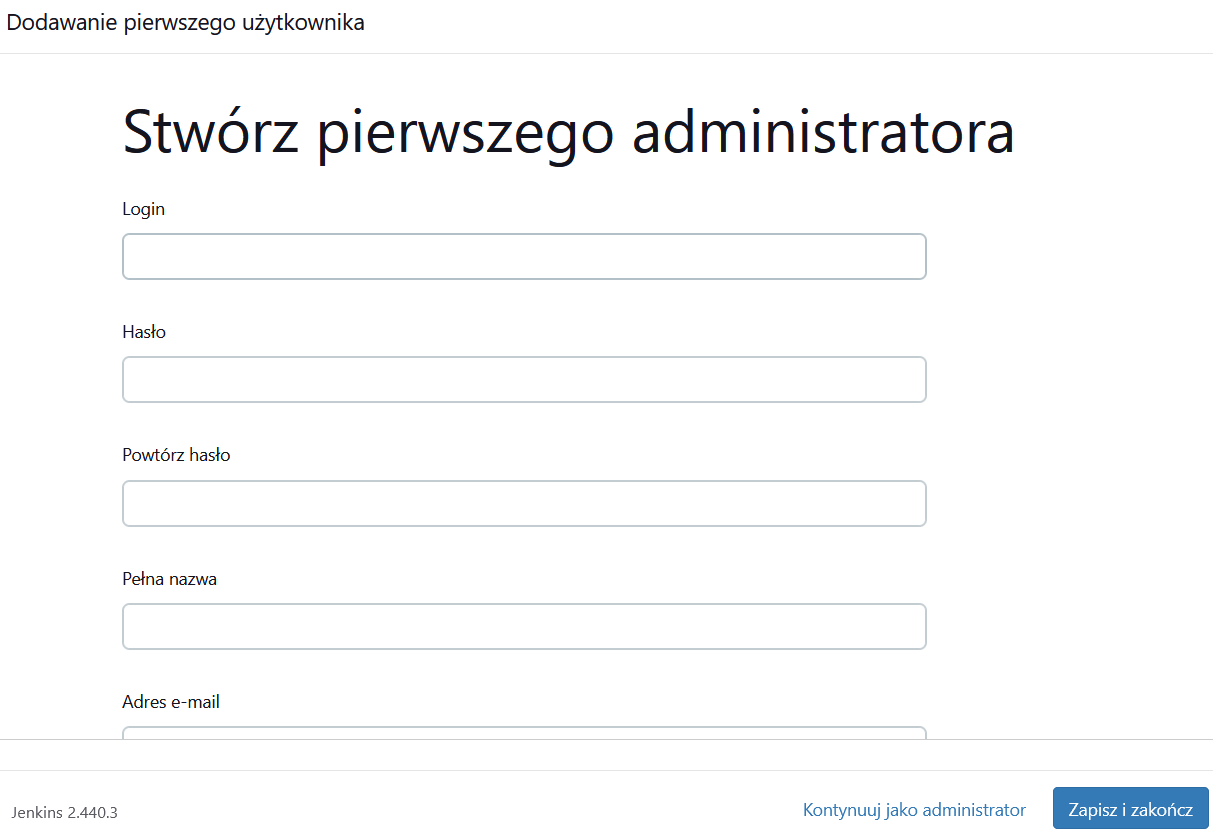 Dodawanie pierwszego użytkownika
Stwórz pierwszego administratora
Login
Hasło
Powtórz hasło
Pełna nazwa
Adres e-mail
Jenkins 2.440.3
Kontynuuj jako administrator
Zapisz i zakończ